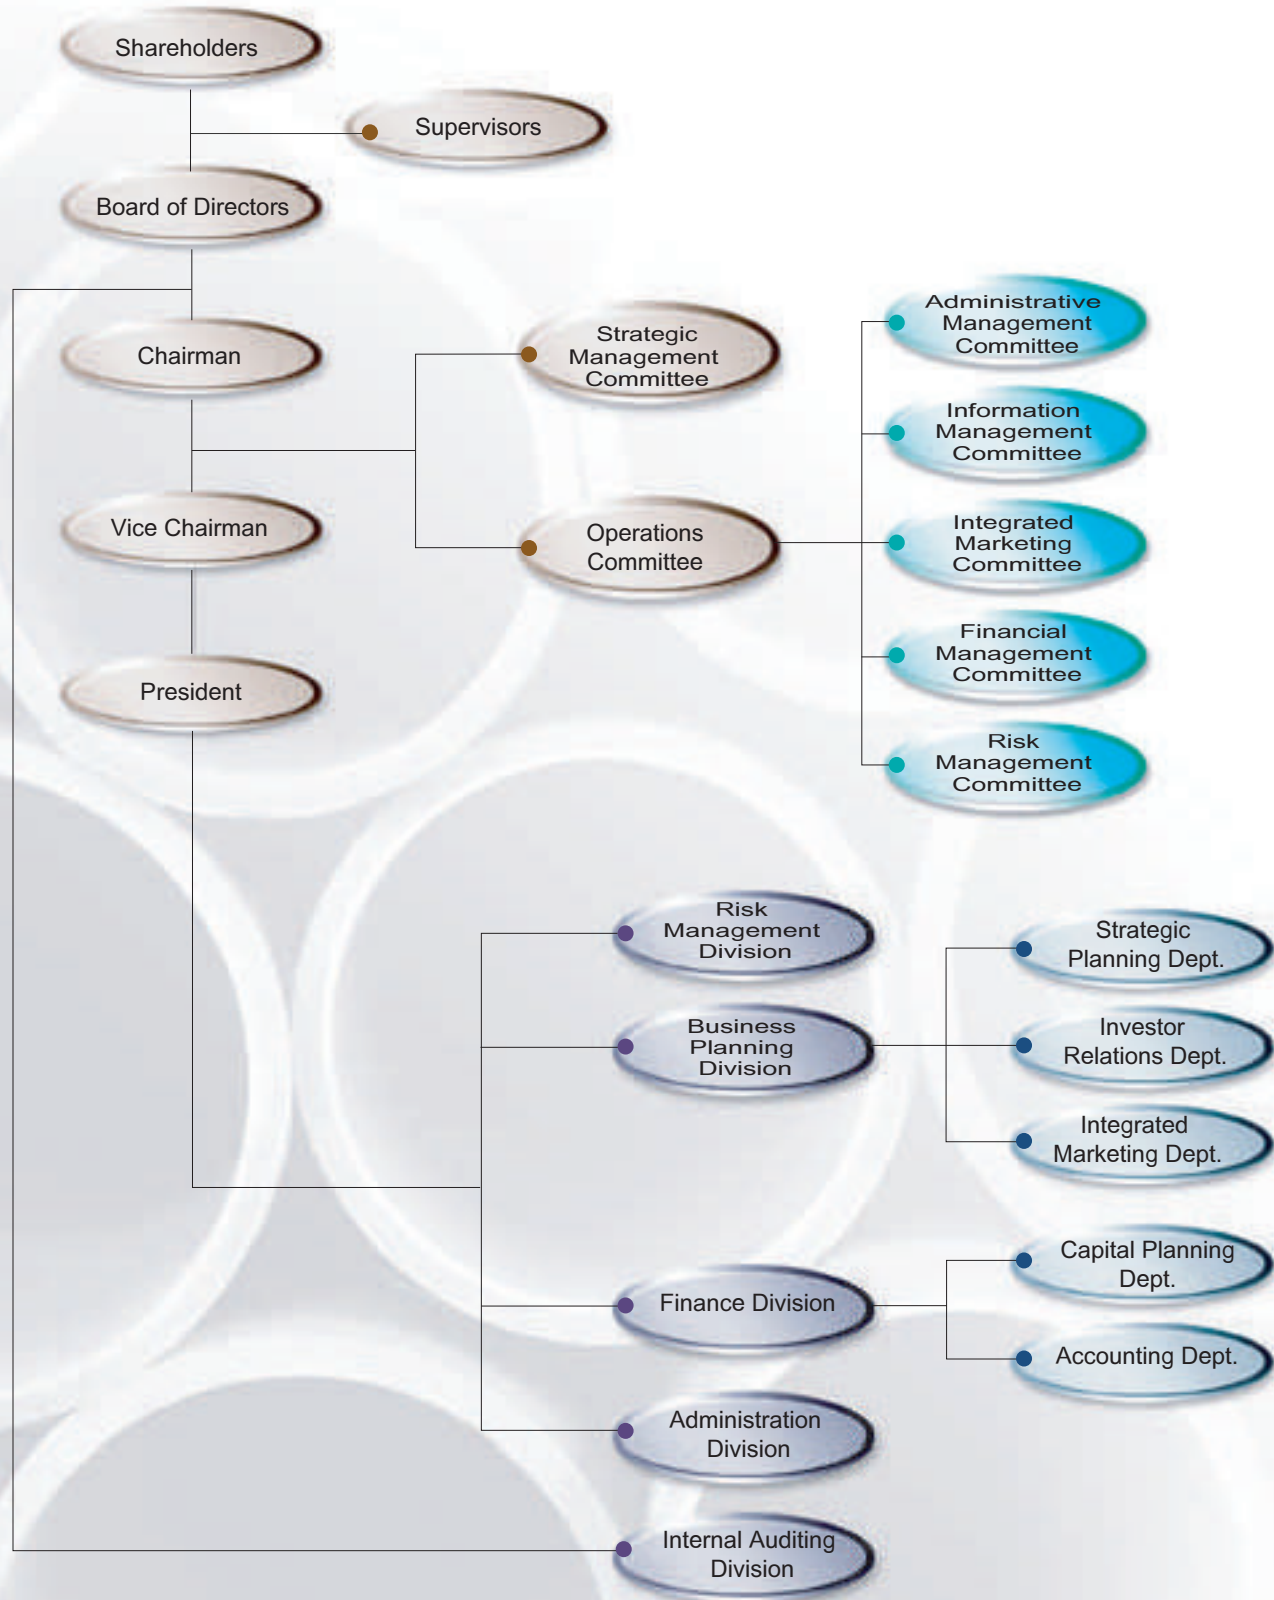 Shareholders
Supervisors
Board of Directors
Chairman
Strategic
Management
Committee
Vice Chairman
Operations
Committee
President
Administrative
Management
Committee
Information
Management
Committee
Integrated
Marketing
Committee
Financial
Management
Committee
Risk
Management
Committee
Risk
Management
Division
Business
Planning
Division
Strategic
Planning Dept.
Investor
Relations Dept.
Integrated
Marketing Dept.
Finance Division
Capital Planning
Dept.
Accounting Dept.
Administration
Division
Internal Auditing
Division